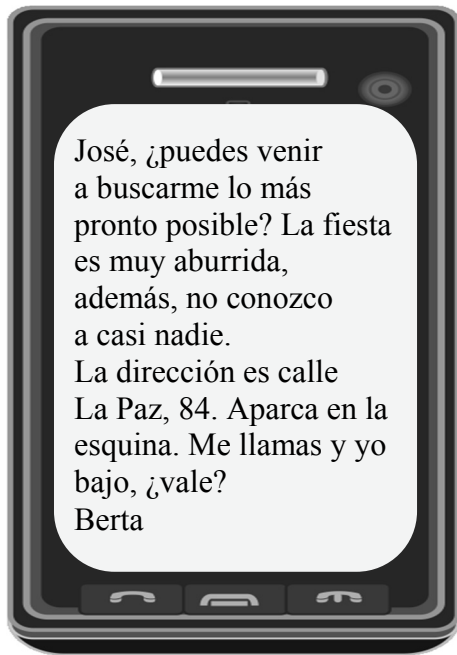 José, ¿puedes venir
a buscarme lo más
pronto posible? La fiesta
es muy aburrida,
además, no conozco
a casi nadie.
La dirección es calle
La Paz, 84. Aparca en la
esquina. Me llamas y yo
bajo, ¿vale?
Berta